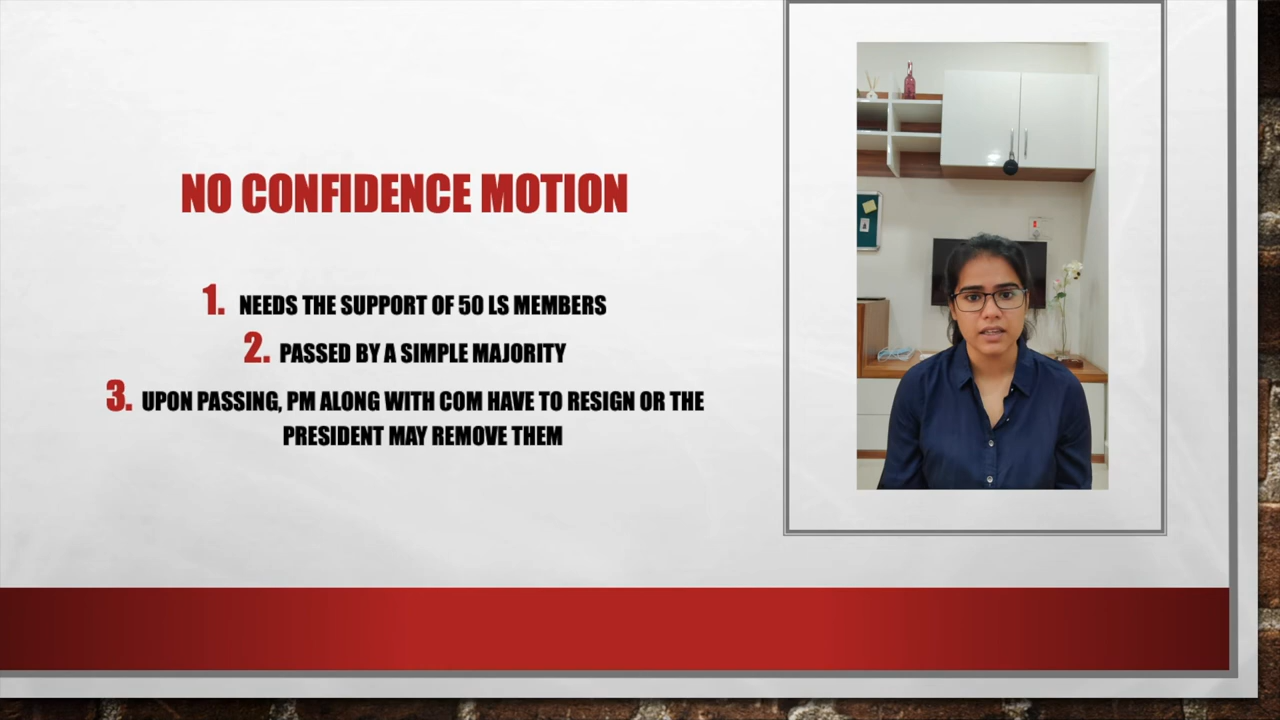 NO CONFIDENCE MOTION
1. NEEDS THE SUPPORT OF 50 LS MEMBERS
2. PASSED BY A SIMPLE MAJORITY
3. UPON PASSING, PM ALONG WITH COM HAVE TO RESIGN OR THE
PRESIDENT MAY REMOVE THEM